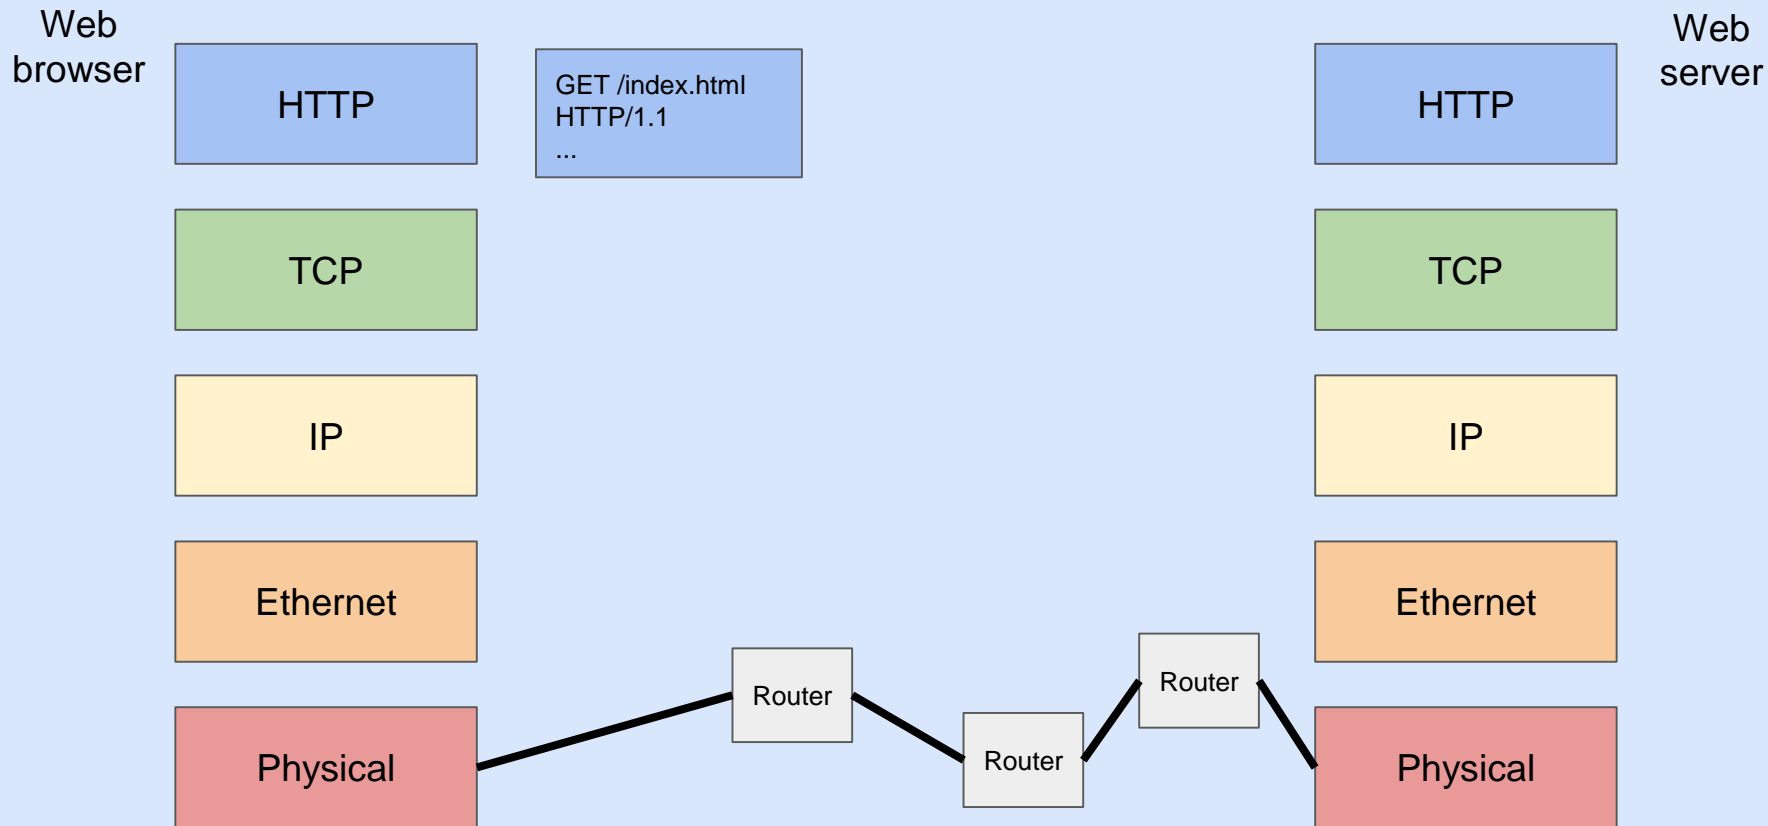 Web
browser
HTTP
GET /index.html
HTTP/1.1
...
HTTP
Web
server
TCP
TCP
IP
IP
Ethernet
Ethernet
Router
Router
Router
Physical
Physical